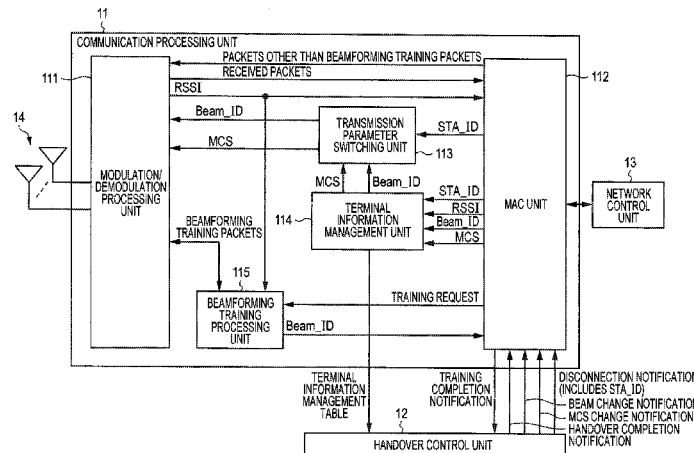 11
COMMUNICATION PROCESSING UNIT
PACKETS OTHER THAN BEAMFORMING TRAINING PACKETS
111
RECEIVED PACKETS
112
RSSI
14
Beam_ID
TRANSMISSION
PARAMETER
SWITCHING UNIT
STA_ID
MCS
113
13
MODULATION/
DEMODULATION
PROCESSING
UNIT
MCS
Beam_ID
STA_ID
MAC UNIT
NETWORK
CONTROL
UNIT
114
TERMINAL
INFORMATION
MANAGEMENT UNIT
RSSI
Beam_ID
MCS
BEAMFORMING
TRAINING PACKETS
115
BEAMFORMING
TRAINING
PROCESSING
UNIT
TRAINING REQUEST
Beam_ID
TERMINAL
INFORMATION
MANAGEMENT
TABLE
TRAINING
COMPLETION
NOTIFICATION
DISCONNECTION NOTIFICATION
(INCLUDES STA_ID)
BEAM CHANGE NOTIFICATION
MCS CHANGE NOTIFICATION
HANDOVER COMPLETION
NOTIFICATION
12
HANDOVER CONTROL UNIT